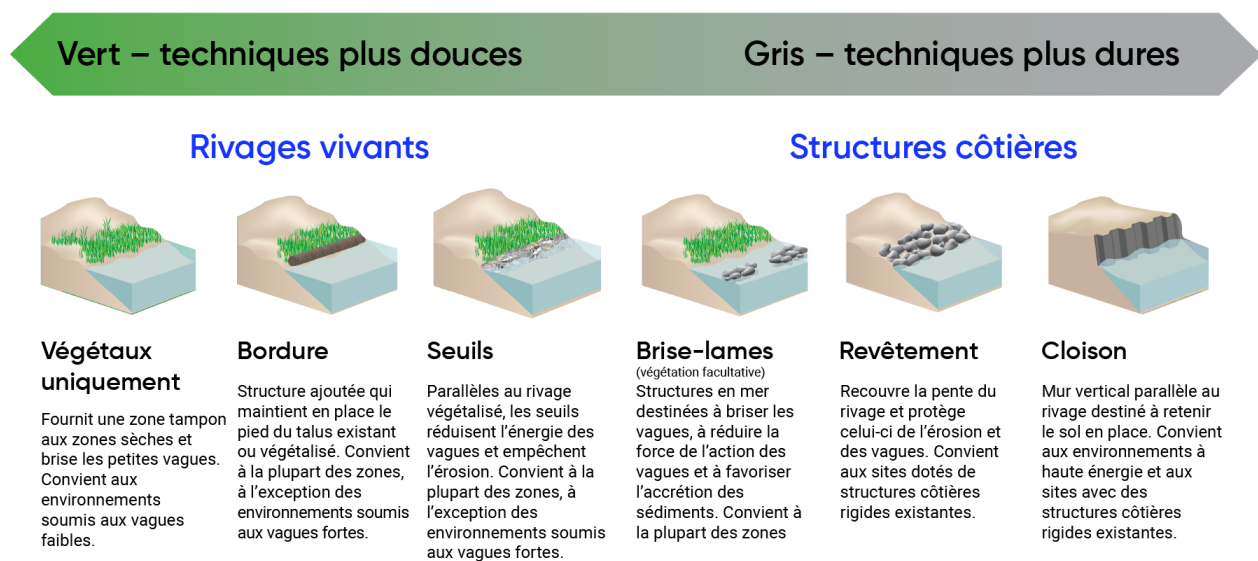 Vert – techniques plus douces
Gris – techniques plus dures
Rivages vivants
Structures côtières
Végétaux
uniquement
Fournit une zone tampon
aux zones sèches et
brise les petites vagues.
Convient aux
environnements
soumis aux vagues
faibles.
Bordure
Structure ajoutée qui
maintient en place le
pied du talus existant
ou végétalisé. Convient
à la plupart des zones,
à l’exception des
environnements soumis
aux vagues fortes.
Seuils
Parallèles au rivage
végétalisé, les seuils
réduisent l’énergie des
vagues et empêchent
l’érosion. Convient à la
plupart des zones, à
l’exception des
environnements soumis
aux vagues fortes.
Brise-lames
(végétation facultative)
Structures en mer
destinées à briser les
vagues, à réduire la
force de l’action des
vagues et à favoriser
l’accrétion des
sédiments. Convient à
la plupart des zones
Revêtement
Recouvre la pente du
rivage et protège
celui-ci de l’érosion et
des vagues. Convient
aux sites dotés de
structures côtières
rigides existantes.
Cloison
Mur vertical parallèle au
rivage destiné à retenir
le sol en place. Convient
aux environnements à
haute énergie et aux
sites avec des
structures côtières
rigides existantes.